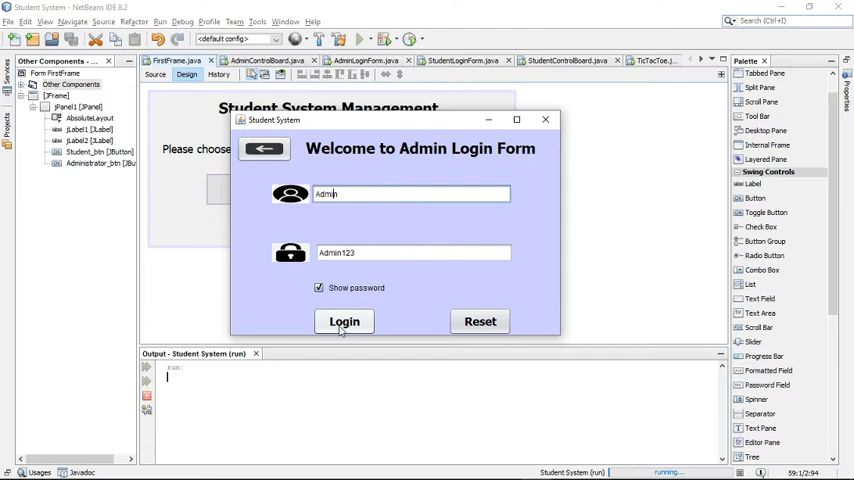 Student System - NetBeans IDE 8.2
File Edit View Navigate Source Refactor Run Debug Profile Team Tools Window Help
Search (Ctrl+I)
<default config>
Other Components... FirstFrame.java AdminControlBoard.java AdminLoginForm.java StudentLoginForm.java StudentControlBoard.java TicTacToe.j... Palette
Source Design History
Services
Projects
Properties
Form FirstFrame
Other Components
[JFrame]
jPanel1 [JPanel]
AbsoluteLayout
jLabel1 [JLabel]
jLabel2 [JLabel]
Student_btn [JButton]
Administrator_btn [JBu
Student System Management
Please choose
Student System
Welcome to Admin Login Form
Admin
Admin123
Show password
Login
Reset
Tabbed Pane
Split Pane
Scroll Pane
Tool Bar
Desktop Pane
Internal Frame
Layered Pane
Swing Controls
Label
Button
Toggle Button
Check Box
Button Group
Radio Button
Combo Box
List
Text Field
Text Area
Scroll Bar
Slider
Progress Bar
Formatted Field
Password Field
Spinner
Separator
Text Pane
Editor Pane
Tree
Output - Student System (run)
run:
Usages Javadoc
Student System (run) running... 59:1/2:94